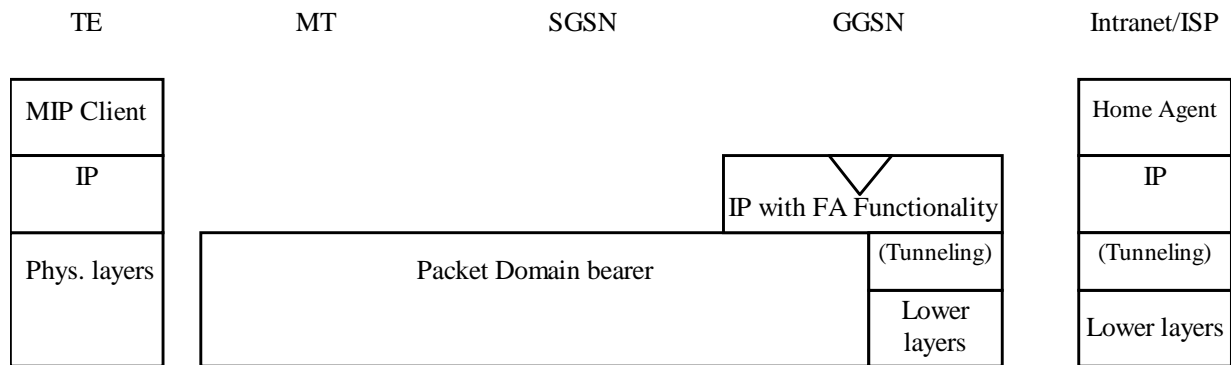 TE MT SGSN GGSN Intranet/ISP
MIP Client Home Agent
IP IP
IP with FA Functionality
Phys. layers Packet Domain bearer (Tunneling) (Tunneling)
Lower
layers
Lower layers